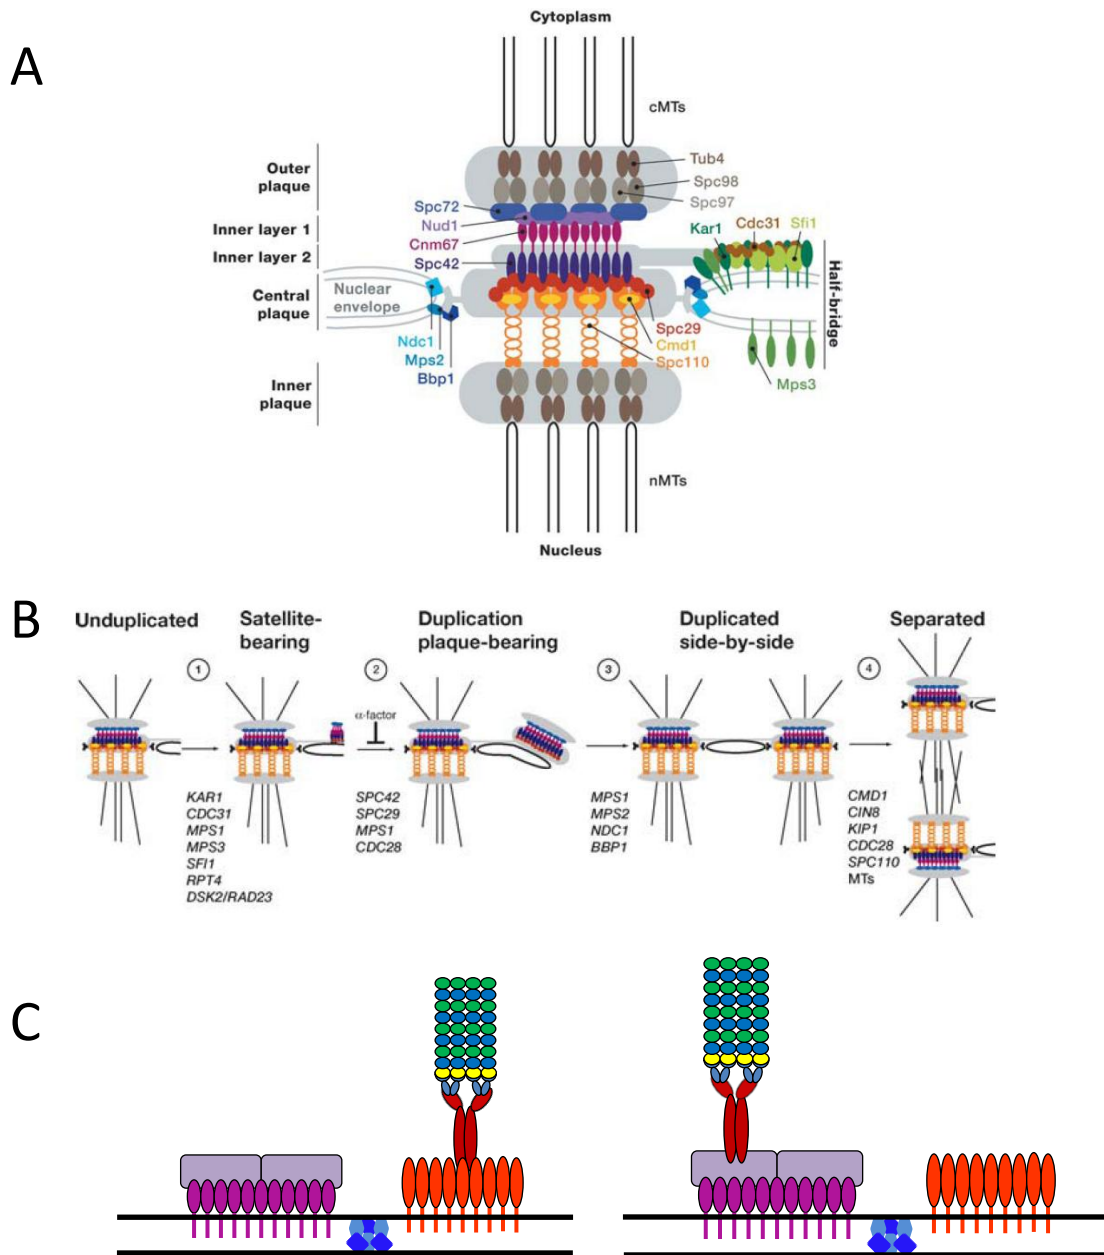 A
Cytoplasm
cMTs
Outer
plaque
Tub4
Spc98
Spc97
Spc72
Nud1
Inner layer 1
Cnm67
Inner layer 2
Spc42
Kar1
Cdc31
Sfi1
Half-bridge
Nuclear
envelope
Central
plaque
Ndc1
Mps2
Bbp1
Spc29
Cmd1
Spc110
Mps3
Inner
plaque
nMTs
Nucleus
B
Unduplicated
Satellite-
bearing
Duplication
plaque-bearing
Duplicated
side-by-side
Separated
1
2
3
4
α-factor
KAR1
CDC31
MPS1
MPS3
SFI1
RPT4
DSK2/RAD23
SPC42
SPC29
MPS1
CDC28
MPS1
MPS2
NDC1
BBP1
CMD1
CIN8
KIP1
CDC28
SPC110
MTs
C